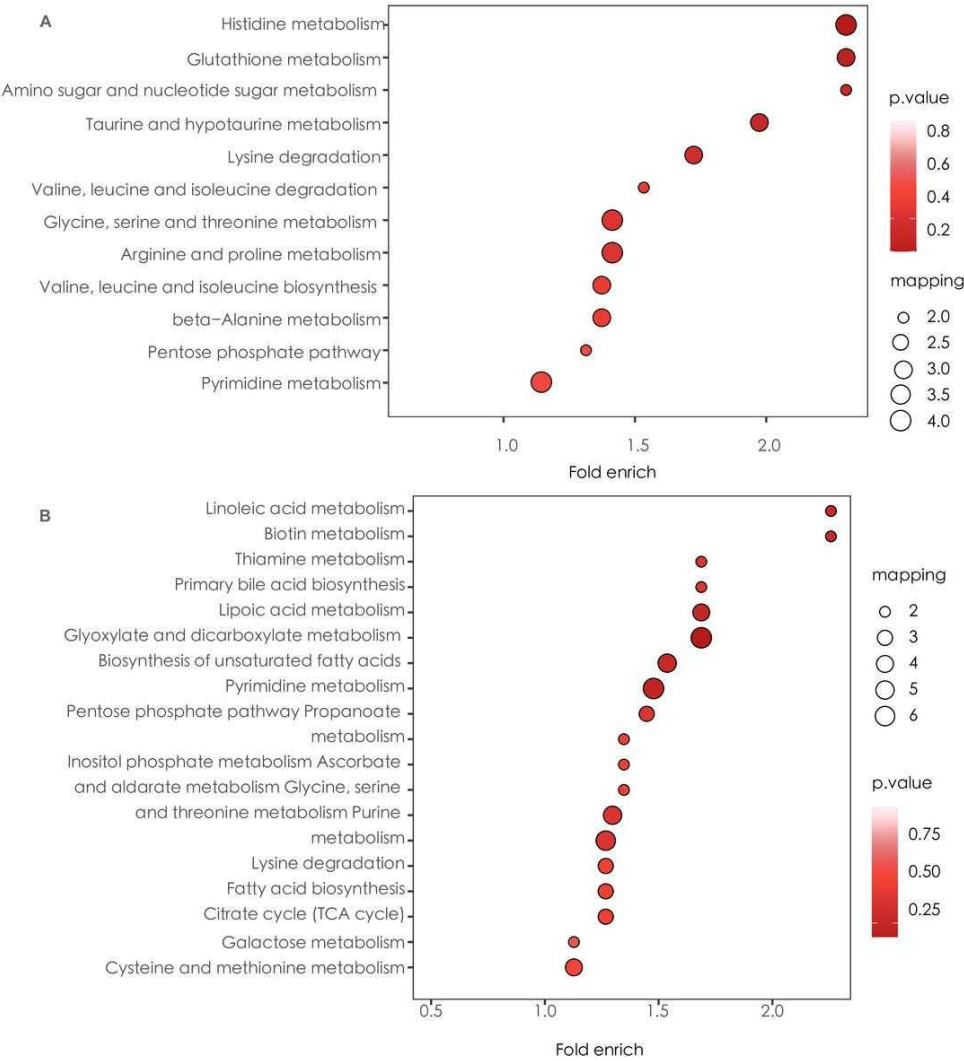 A
Histidine metabolism
Glutathione metabolism
Amino sugar and nucleotide sugar metabolism
Taurine and hypotaurine metabolism
Lysine degradation
Valine, leucine and isoleucine degradation
Glycine, serine and threonine metabolism
Arginine and proline metabolism
Valine, leucine and isoleucine biosynthesis
beta−Alanine metabolism
Pentose phosphate pathway
Pyrimidine metabolism
1.0 1.5 2.0
Fold enrich
p.value
0.8
0.6
0.4
0.2
mapping
2.0
2.5
3.0
3.5
4.0
B
Linoleic acid metabolism
Biotin metabolism
Thiamine metabolism
Primary bile acid biosynthesis
Lipoic acid metabolism
Glyoxylate and dicarboxylate metabolism
Biosynthesis of unsaturated fatty acids
Pyrimidine metabolism
Pentose phosphate pathway Propanoate
metabolism
Inositol phosphate metabolism Ascorbate
and aldarate metabolism Glycine, serine
and threonine metabolism Purine
metabolism
Lysine degradation
Fatty acid biosynthesis
Citrate cycle (TCA cycle)
Galactose metabolism
Cysteine and methionine metabolism
0.5 1.0 1.5 2.0
Fold enrich
mapping
2
3
4
5
6
p.value
0.75
0.50
0.25